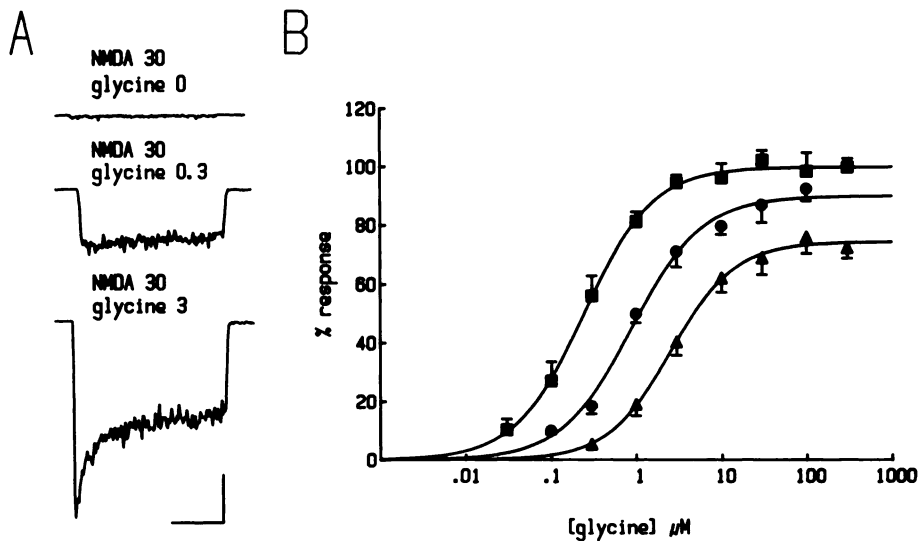 A
NMDA 30
glycine 0
NMDA 30
glycine 0.3
NMDA 30
glycine 3
B
% response
120
100
80
60
40
20
0
.01
.1
1
10
100
1000
[glycine] µM